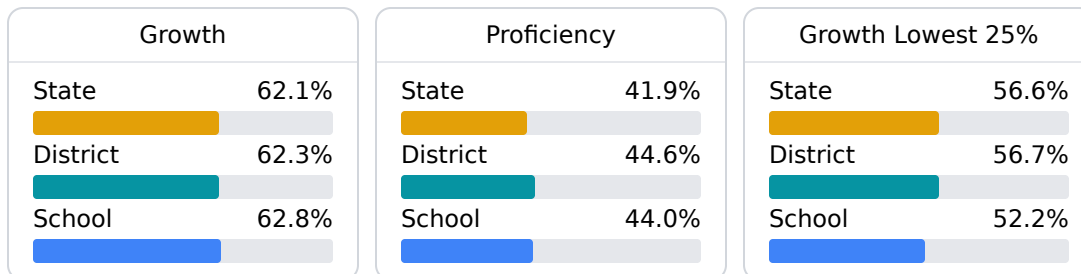 Growth
State 62.1%
District 62.3%
School 62.8%
Proficiency
State 41.9%
District 44.6%
School 44.0%
Growth Lowest 25%
State 56.6%
District 56.7%
School 52.2%